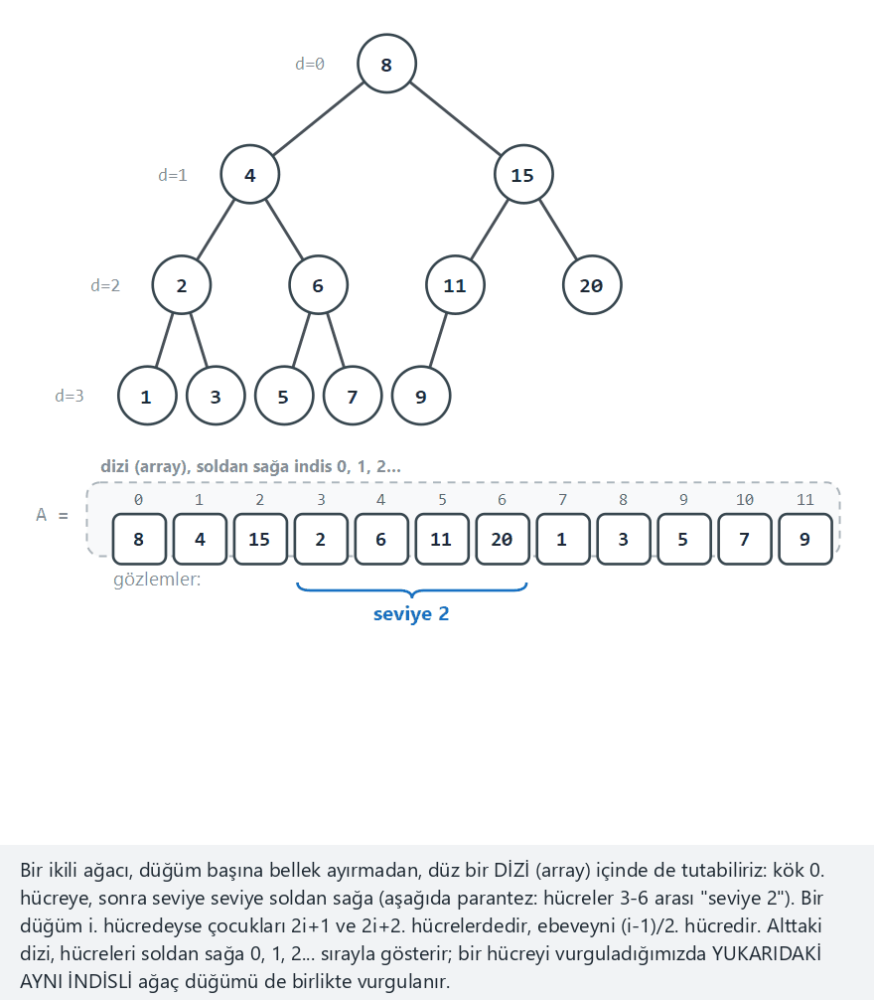 d=0 8
d=1 4 15
d=2 2 6 11 20
d=3 1 3 5 7 9
dizi (array), soldan sağa indis 0, 1, 2...
0 1 2 3 4 5 6 7 8 9 10 11
A = 8 4 15 2 6 11 20 1 3 5 7 9
gözlemler:
seviye 2
Bir ikili ağacı, düğüm başına bellek ayırmadan, düz bir DİZİ (array) içinde de tutabiliriz: kök 0.
hücreye, sonra seviye seviye soldan sağa (aşağıda parantez: hücreler 3-6 arası "seviye 2"). Bir
düğüm i. hücredeyse çocukları 2i+1 ve 2i+2. hücrelerdedir, ebeveyni (i-1)/2. hücredir. Alttaki
dizi, hücreleri soldan sağa 0, 1, 2... sırayla gösterir; bir hücreyi vurguladığımızda YUKARIDAKİ
AYNI İNDİSLİ ağaç düğümü de birlikte vurgulanır.